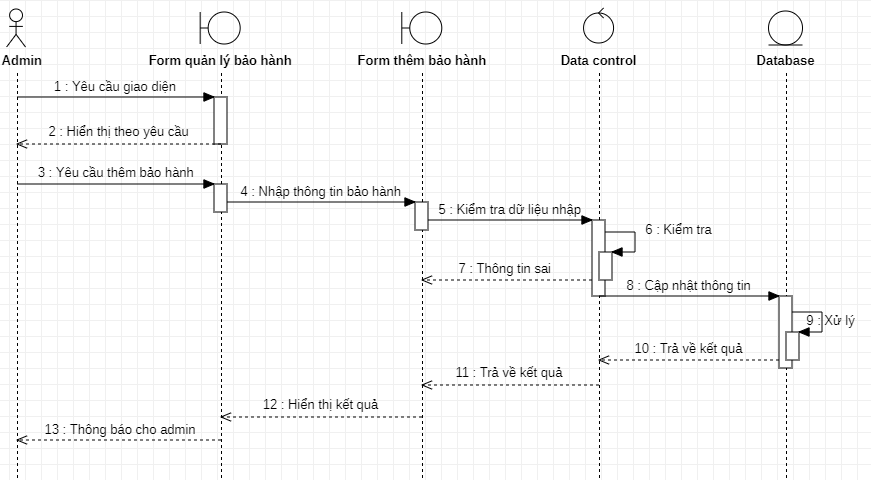 Admin
Form quản lý bảo hành
Form thêm bảo hành
Data control
Database
1 : Yêu cầu giao diện
2 : Hiển thị theo yêu cầu
3 : Yêu cầu thêm bảo hành
4 : Nhập thông tin bảo hành
5 : Kiểm tra dữ liệu nhập
6 : Kiểm tra
7 : Thông tin sai
8 : Cập nhật thông tin
9 : Xử lý
10 : Trả về kết quả
11 : Trả về kết quả
12 : Hiển thị kết quả
13 : Thông báo cho admin